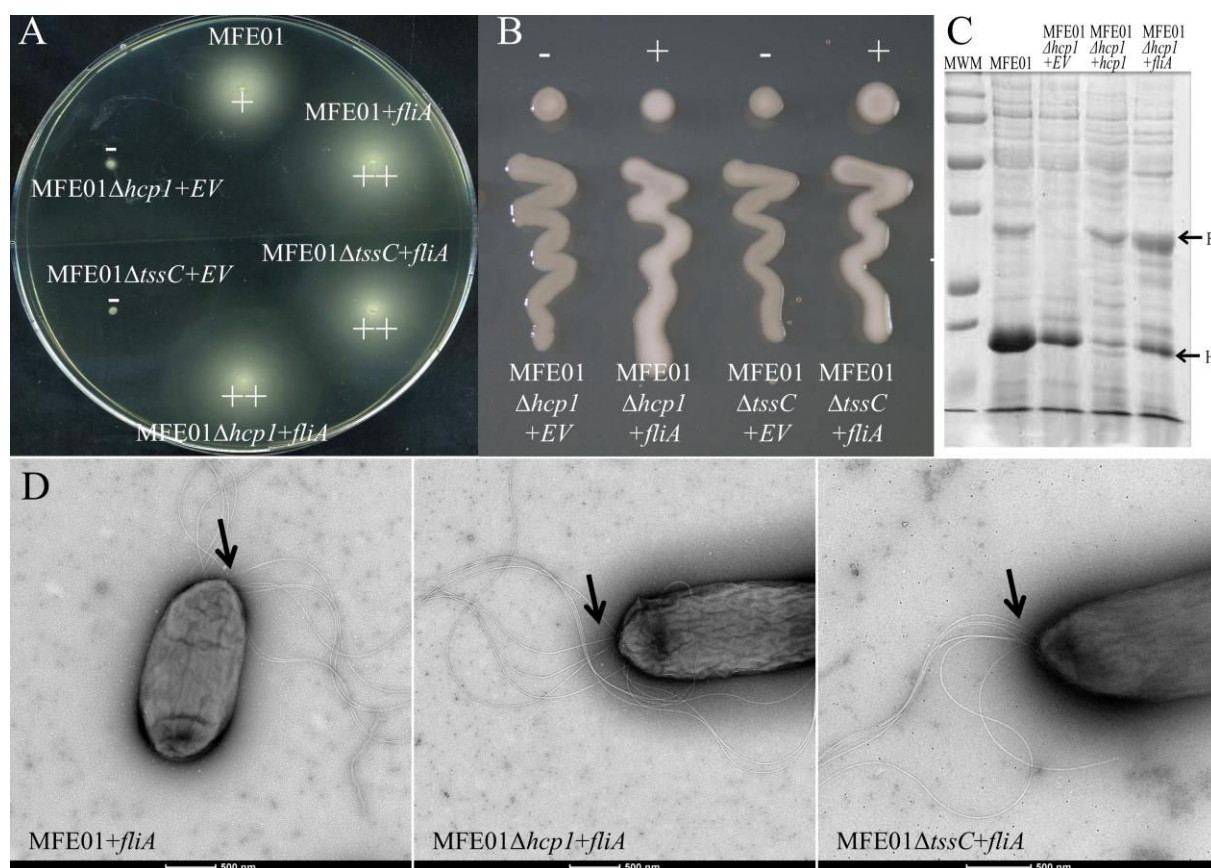 A
MFE01
+
MFE01+fliA
++
-
MFE01Δhcp1+EV
MFE01ΔtssC+fliA
++
MFE01ΔtssC+EV
-
++
MFE01Δhcp1+fliA
B
- + - +
MFE01 MFE01 MFE01 MFE01
Δhcp1 Δhcp1 ΔtssC ΔtssC
+EV +fliA +EV +fliA
C
MFE01 MFE01 MFE01
Δhcp1 Δhcp1 Δhcp1
MWM MFE01 +EV +hcp1 +fliA
D
MFE01+fliA
500 nm
MFE01Δhcp1+fliA
500 nm
MFE01ΔtssC+fliA
500 nm